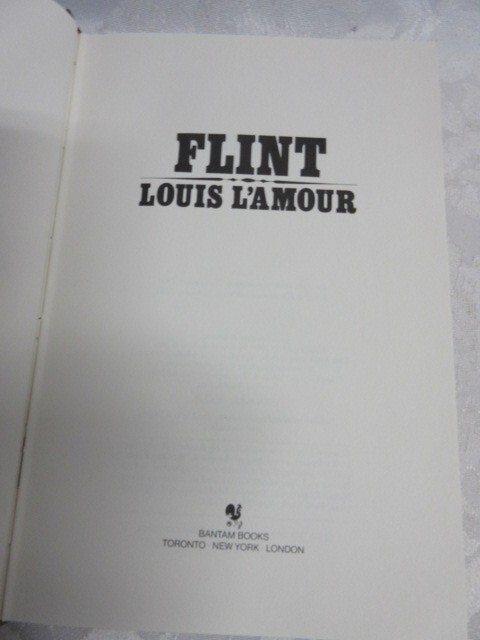 FLINT
LOUIS L'AMOUR
BANTAM BOOKS
TORONTO NEW YORK LONDON